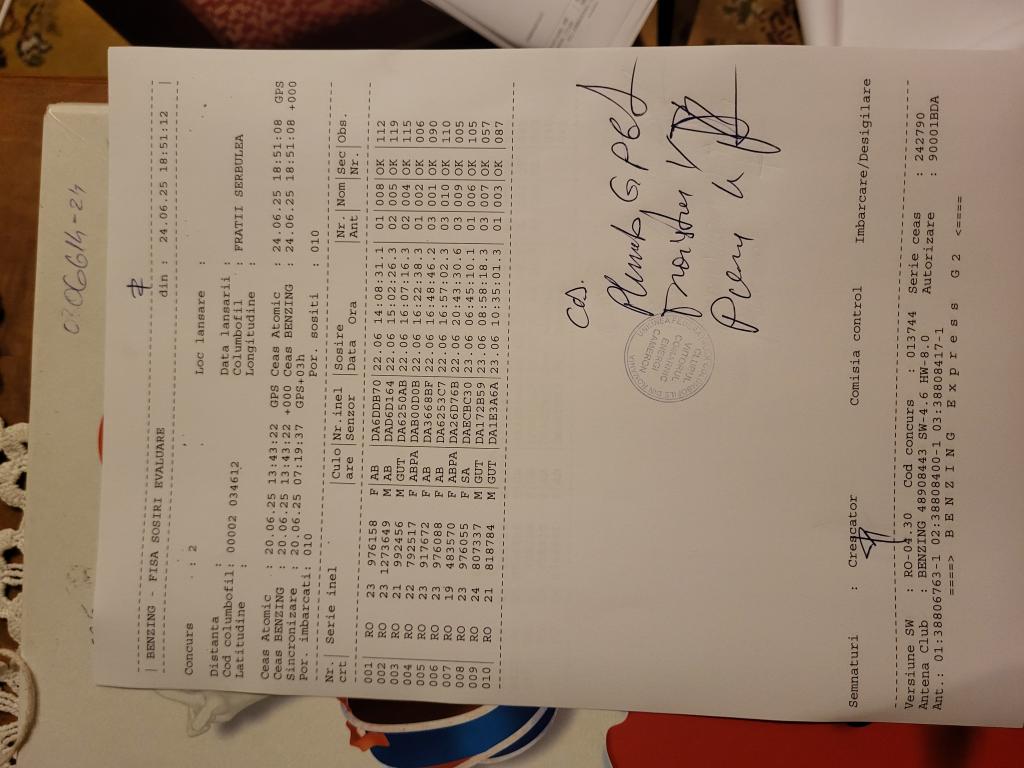 07.06614-24
| BENZING - FISA SOSIRI EVALUARE din : 24.06.25 18:51:12 |
Concurs : 2 Loc lansare :
Distanta : Data lansarii :
Cod columbofil: 00002 034612 Columbofil : FRATII SERBULEA
Latitudine : Longitudine :
Ceas Atomic : 20.06.25 13:43:22 GPS Ceas Atomic : 24.06.25 18:51:08 GPS
Ceas BENZING : 20.06.25 13:43:22 +000 Ceas BENZING : 24.06.25 18:51:08 +000
Sincronizare : 20.06.25 07:19:37 GPS+03h
Por. imbarcati: 010 Por. sositi : 010
Nr. | Serie inel |Culo|Nr.inel |Sosire |Nr. |Nom|Sec|Obs.
crt| |are |Senzor |Data Ora |Ant| |Nr.|
001 | RO 23 976158 F|AB |DA6DDB70|22.06 14:08:31.1| 01|008|OK | 112
002 | RO 23 1273649 M|AB |DAD6D164|22.06 15:02:26.3| 02|005|OK | 119
003 | RO 21 992456 M|GUT |DA6250AB|22.06 16:07:16.3| 02|004|OK | 115
004 | RO 22 792517 F|ABPA|DAB00D0B|22.06 16:22:38.3| 01|002|OK | 006
005 | RO 23 917672 F|AB |DA3668BF|22.06 16:48:46.2| 03|001|OK | 096
006 | RO 23 976088 F|AB |DA6253C7|22.06 16:57:02.3| 03|010|OK | 110
007 | RO 19 483570 F|ABPA|DA26D76B|22.06 20:43:30.6| 03|009|OK | 005
008 | RO 23 976055 F|SA |DAECBC30|23.06 06:45:10.1| 01|006|OK | 105
009 | RO 24 807337 M|GUT |DA172B59|23.06 08:58:18.3| 03|007|OK | 057
010 | RO 21 818784 M|GUT |DA1E3A6A|23.06 10:35:01.3| 01|003|OK | 087
Cds.
Semnaturi : Crescator Comisia control Imbarcare/Desigilare
Versiune SW : RO-04.30 Cod concurs : 013744 Serie ceas : 242790
Antena Club : BENZING 48908443 SW-4.6 HW-8.0 Autorizare : 90001BDA
Ant.: 01:38806763-1 02:38808400-1 03:38808417-1
====> B E N Z I N G E x p r e s s G 2 <====